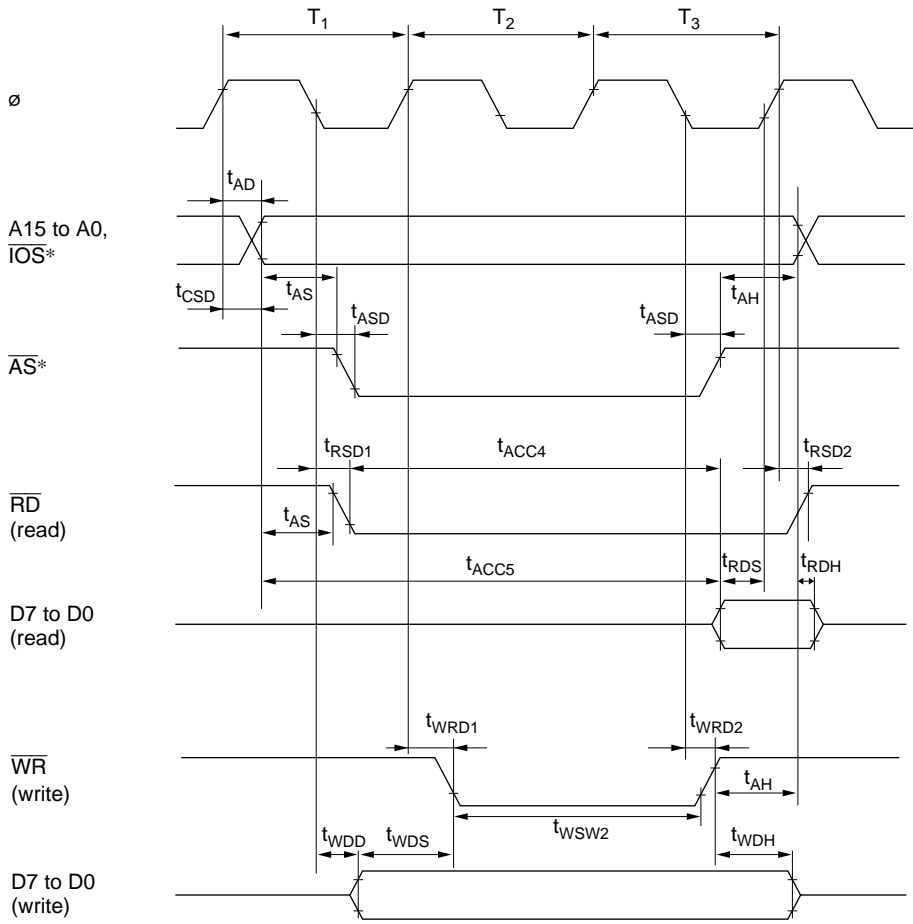 T1 T2 T3
ø
tAD
A15 to A0,
IOS*
tCSD tAS tAH
tASD tASD
AS*
tRSD1 tACC4 tRSD2
RD
(read)
tAS
tACC5 tRDS tRDH
D7 to D0
(read)
tWRD1 tWRD2
WR
(write)
tAH
tWSW2
tWDD tWDS tWDH
D7 to D0
(write)